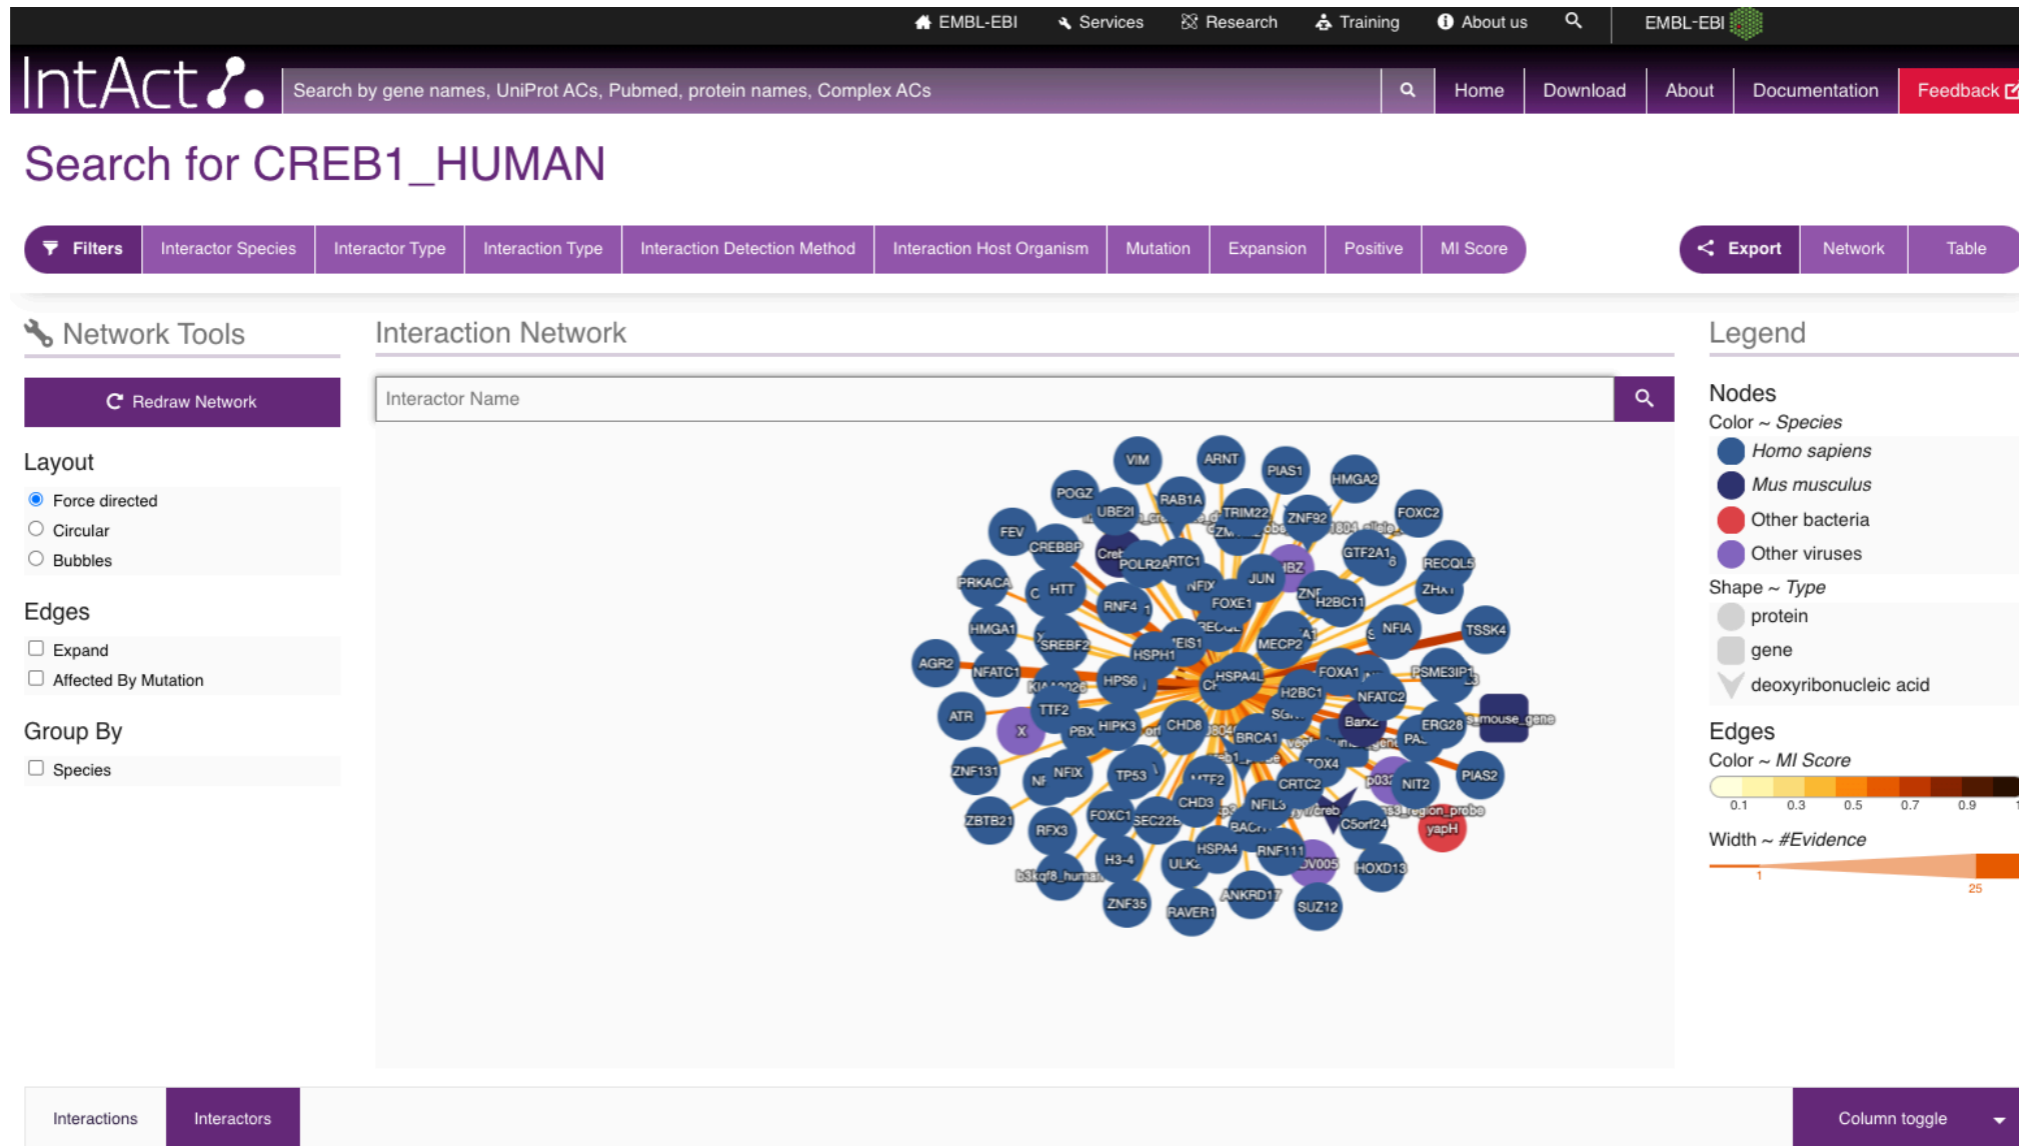 EMBL-EBI Services Research Training About us EMBL-EBI
IntAct
Search by gene names, UniProt ACs, Pubmed, protein names, Complex ACs
Home Download About Documentation Feedback
Search for CREB1_HUMAN
Filters Interactor Species Interactor Type Interaction Type Interaction Detection Method Interaction Host Organism Mutation Expansion Positive MI Score
Export Network Table
Network Tools
Redraw Network
Layout
Force directed
Circular
Bubbles
Edges
Expand
Affected By Mutation
Group By
Species
Interaction Network
Interactor Name
VIM ARNT PIAS1 HMGA2
POGZ RAB1A UBE2I TRIM22 ZNF92 FOXC2
FEV CREBBP GTF2A1
POLR2A RTC1 JUN HBZ RECQL5
PRKACA HTT RNF4 NFIX FOXE1 H2BC11
HMGA1 SREBF2 MECP2 NFIA TSSK4
AGR2 NFATC1 HPS6 HSPH1 HSPA4L FOXA1 PSME3IP1
H2BC1 NFATC2
ATR TTF2 X PBX HIPK3 CHD8 BRCA1 Barx2 ERG28 s_mouse_gene
ZNF131 NFIX TP53 MTF2 TOX4 CRTC2 NIT2 PIAS2
CHD3
ZBTB21 RFX3 FOXC1 C5orf24 yapH
H3-4 HSPA4 RNF111 HOXD13
b3kqf8_human
ZNF35 RAVER1 ANKRD17 SUZ12
Legend
Nodes
Color ~ Species
Homo sapiens
Mus musculus
Other bacteria
Other viruses
Shape ~ Type
protein
gene
deoxyribonucleic acid
Edges
Color ~ MI Score
0.1 0.3 0.5 0.7 0.9 1
Width ~ #Evidence
1
25
Interactions Interactors Column toggle